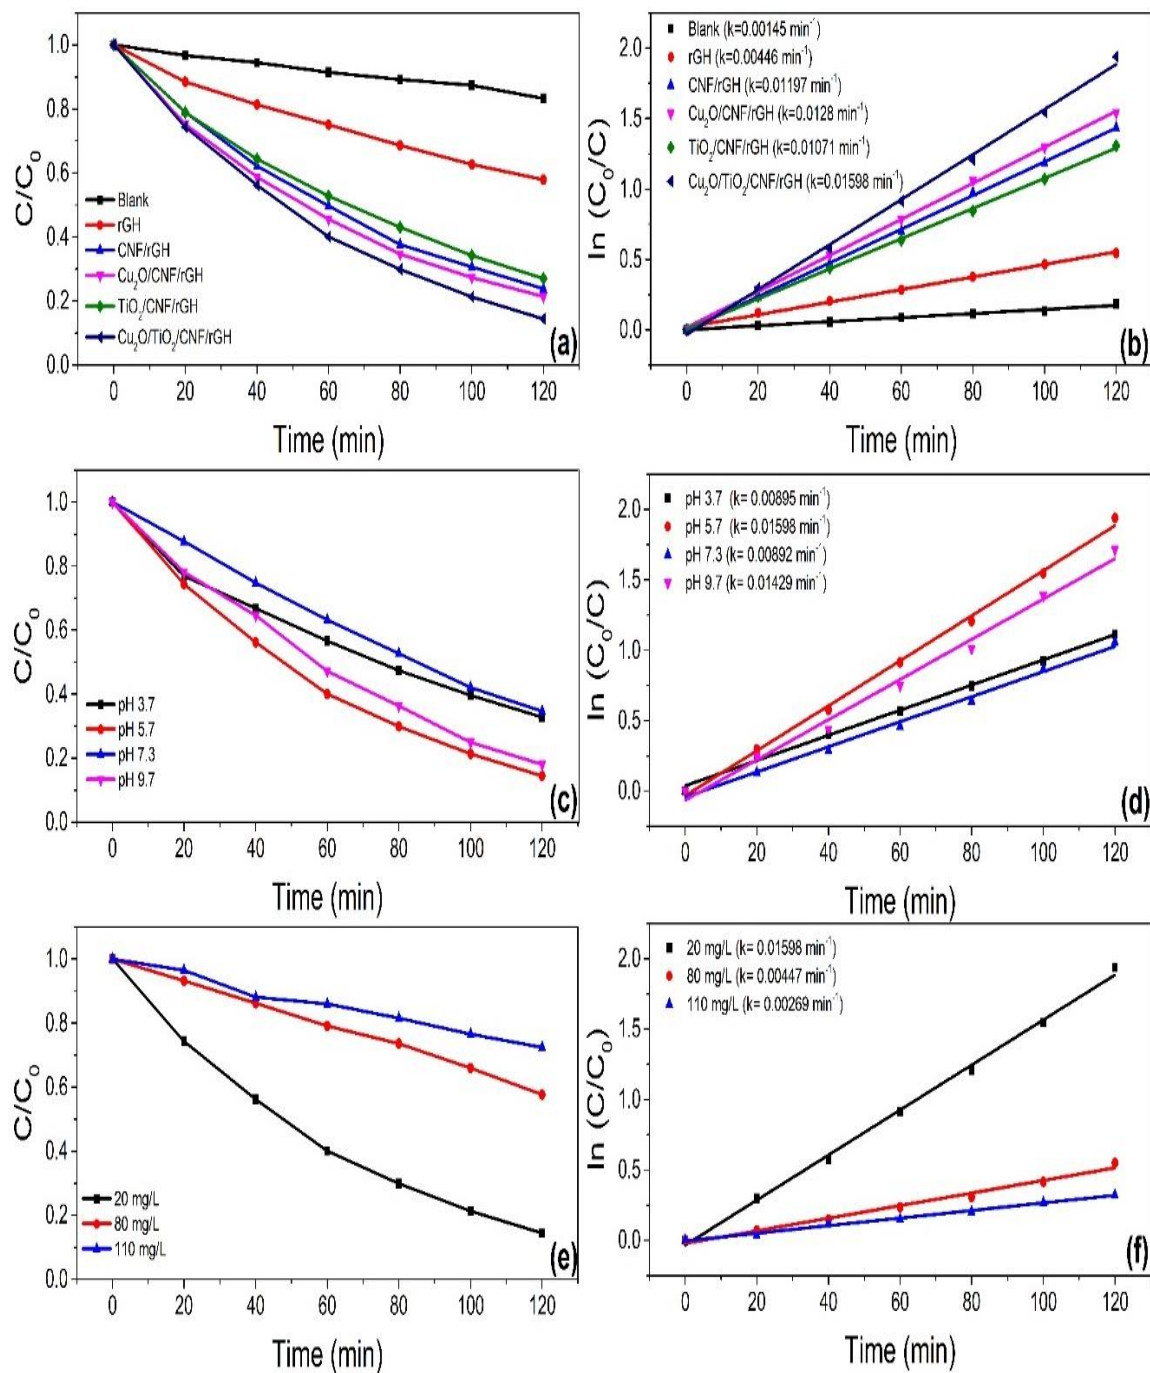 1.0
0.8
0.6
0.4
0.2
0.0
C/C₀
Blank
rGH
CNF/rGH
Cu₂O/CNF/rGH
TiO₂/CNF/rGH
Cu₂O/TiO₂/CNF/rGH
(a)
0 20 40 60 80 100 120
Time (min)
2.0
1.5
1.0
0.5
0.0
ln (C₀/C)
Blank (k=0.00145 min⁻¹)
rGH (k=0.00446 min⁻¹)
CNF/rGH (k=0.01197 min⁻¹)
Cu₂O/CNF/rGH (k=0.0128 min⁻¹)
TiO₂/CNF/rGH (k=0.01071 min⁻¹)
Cu₂O/TiO₂/CNF/rGH (k=0.01598 min⁻¹)
(b)
0 20 40 60 80 100 120
Time (min)
1.0
0.8
0.6
0.4
0.2
0.0
C/C₀
pH 3.7
pH 5.7
pH 7.3
pH 9.7
(c)
0 20 40 60 80 100 120
Time (min)
2.0
1.5
1.0
0.5
0.0
ln (C₀/C)
pH 3.7 (k= 0.00895 min⁻¹)
pH 5.7 (k= 0.01598 min⁻¹)
pH 7.3 (k= 0.00892 min⁻¹)
pH 9.7 (k= 0.01429 min⁻¹)
(d)
0 20 40 60 80 100 120
Time (min)
1.0
0.8
0.6
0.4
0.2
0.0
C/C₀
20 mg/L
80 mg/L
110 mg/L
(e)
0 20 40 60 80 100 120
Time (min)
2.0
1.5
1.0
0.5
0.0
ln (C/C₀)
20 mg/L (k= 0.01598 min⁻¹)
80 mg/L (k= 0.00447 min⁻¹)
110 mg/L (k= 0.00269 min⁻¹)
(f)
0 20 40 60 80 100 120
Time (min)